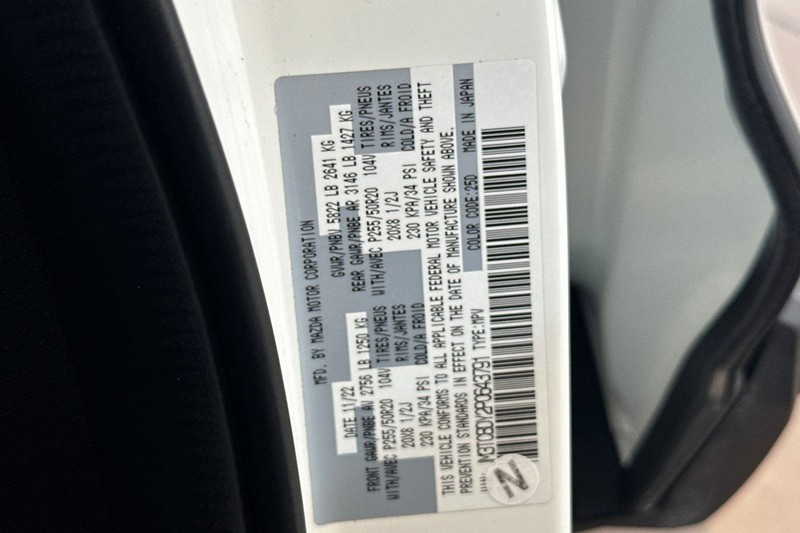 MFD. BY MAZDA MOTOR CORPORATION
DATE 11/22 GVWR/PNBV 5822 LB 2641 KG
FRONT GAWR/PNBE AV 2756 LB 1250 KG REAR GAWR/PNBE AR 3146 LB 1427 KG
WITH/AVEC P255/50R20 104V TIRES/PNEUS WITH/AVEC P255/50R20 104V TIRES/PNEUS
20X8 1/2J RIMS/JANTES 20X8 1/2J RIMS/JANTES
230 KPA/34 PSI COLD/A FROID 230 KPA/34 PSI COLD/A FROID
THIS VEHICLE CONFORMS TO ALL APPLICABLE FEDERAL MOTOR VEHICLE SAFETY AND THEFT
PREVENTION STANDARDS IN EFFECT ON THE DATE OF MANUFACTURE SHOWN ABOVE.
COLOR CODE:25D MADE IN JAPAN
JM3TCBDY2P0643791 TYPE:MPV